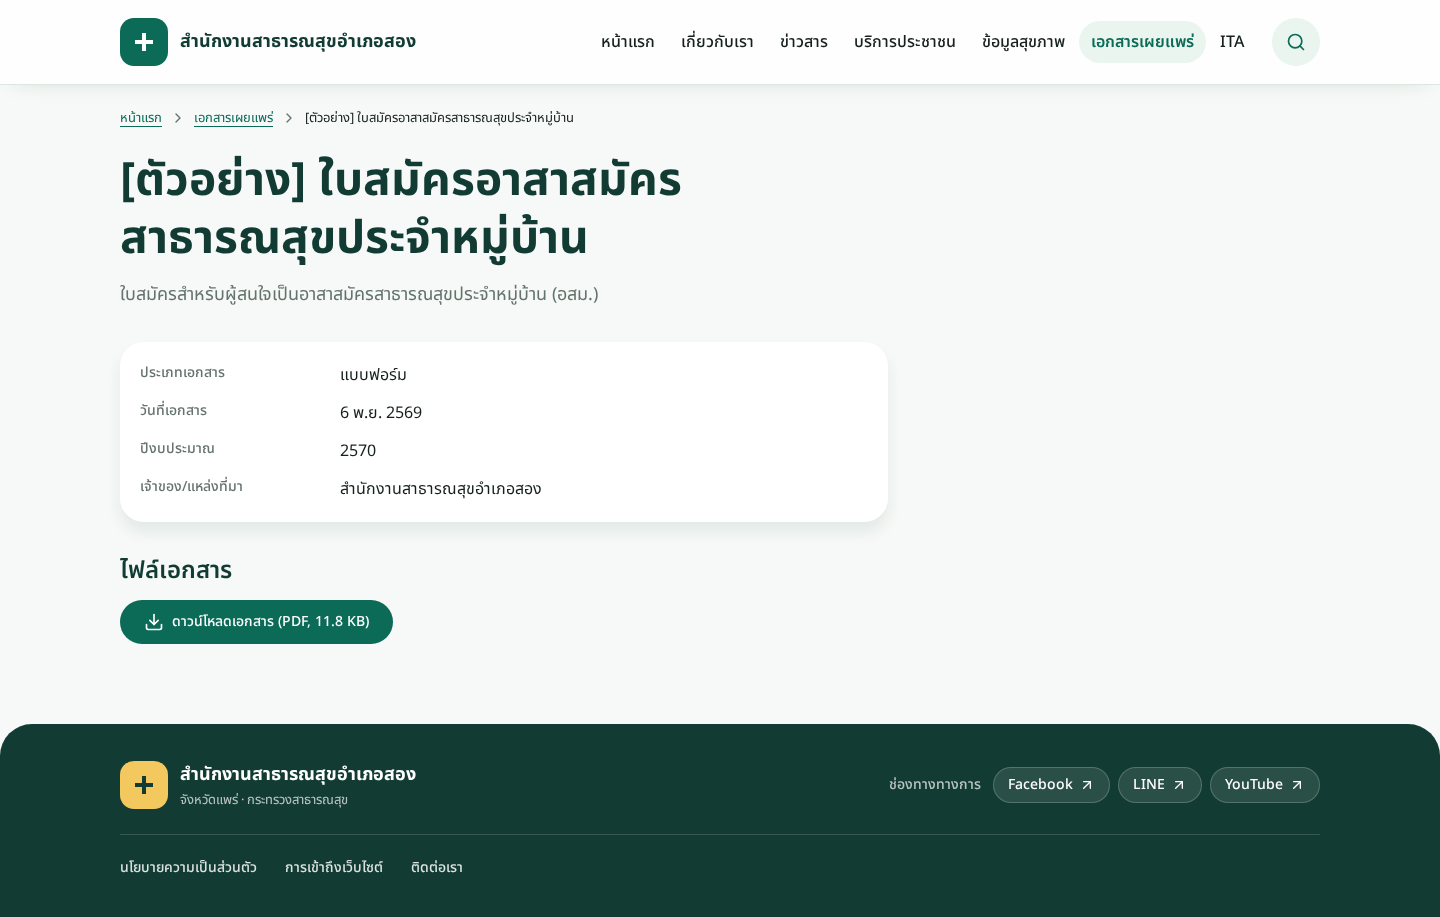 สำนักงานสาธารณสุขอำเภอสอง
หน้าแรก
เกี่ยวกับเรา
ข่าวสาร
บริการประชาชน
ข้อมูลสุขภาพ
เอกสารเผยแพร่
ITA
หน้าแรก > เอกสารเผยแพร่ > [ตัวอย่าง] ใบสมัครอาสาสมัครสาธารณสุขประจำหมู่บ้าน
[ตัวอย่าง] ใบสมัครอาสาสมัคร
สาธารณสุขประจำหมู่บ้าน
ใบสมัครสำหรับผู้สนใจเป็นอาสาสมัครสาธารณสุขประจำหมู่บ้าน (อสม.)
ประเภทเอกสาร แบบฟอร์ม
วันที่เอกสาร 6 พ.ย. 2569
ปีงบประมาณ 2570
เจ้าของ/แหล่งที่มา สำนักงานสาธารณสุขอำเภอสอง
ไฟล์เอกสาร
ดาวน์โหลดเอกสาร (PDF, 11.8 KB)
สำนักงานสาธารณสุขอำเภอสอง
จังหวัดแพร่ · กระทรวงสาธารณสุข
ช่องทางทางการ
Facebook
LINE
YouTube
นโยบายความเป็นส่วนตัว
การเข้าถึงเว็บไซต์
ติดต่อเรา